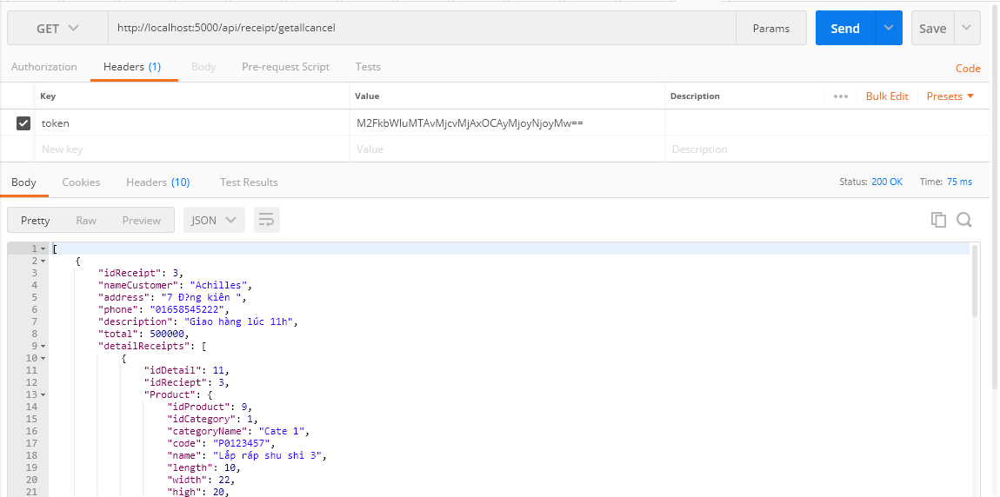 GET http://localhost:5000/api/receipt/getallcancel Params Send Save
Authorization Headers (1) Body Pre-request Script Tests Code
Key Value Description ••• Bulk Edit Presets
token M2FkbWluMTAvMjcvMjAxOCAyMjoyNjoyMw==
New key Value Description
Body Cookies Headers (10) Test Results Status: 200 OK Time: 75 ms
Pretty Raw Preview JSON
1 [
2 {
3 "idReceipt": 3,
4 "nameCustomer": "Achilles",
5 "address": "7 Đ?ng kiên ",
6 "phone": "01658545222",
7 "description": "Giao hàng lúc 11h",
8 "total": 500000,
9 "detailReceipts": [
10 {
11 "idDetail": 11,
12 "idReciept": 3,
13 "Product": {
14 "idProduct": 9,
15 "idCategory": 1,
16 "categoryName": "Cate 1",
17 "code": "P0123457",
18 "name": "Lắp ráp shu shi 3",
19 "length": 10,
20 "width": 22,
21 "high": 20,